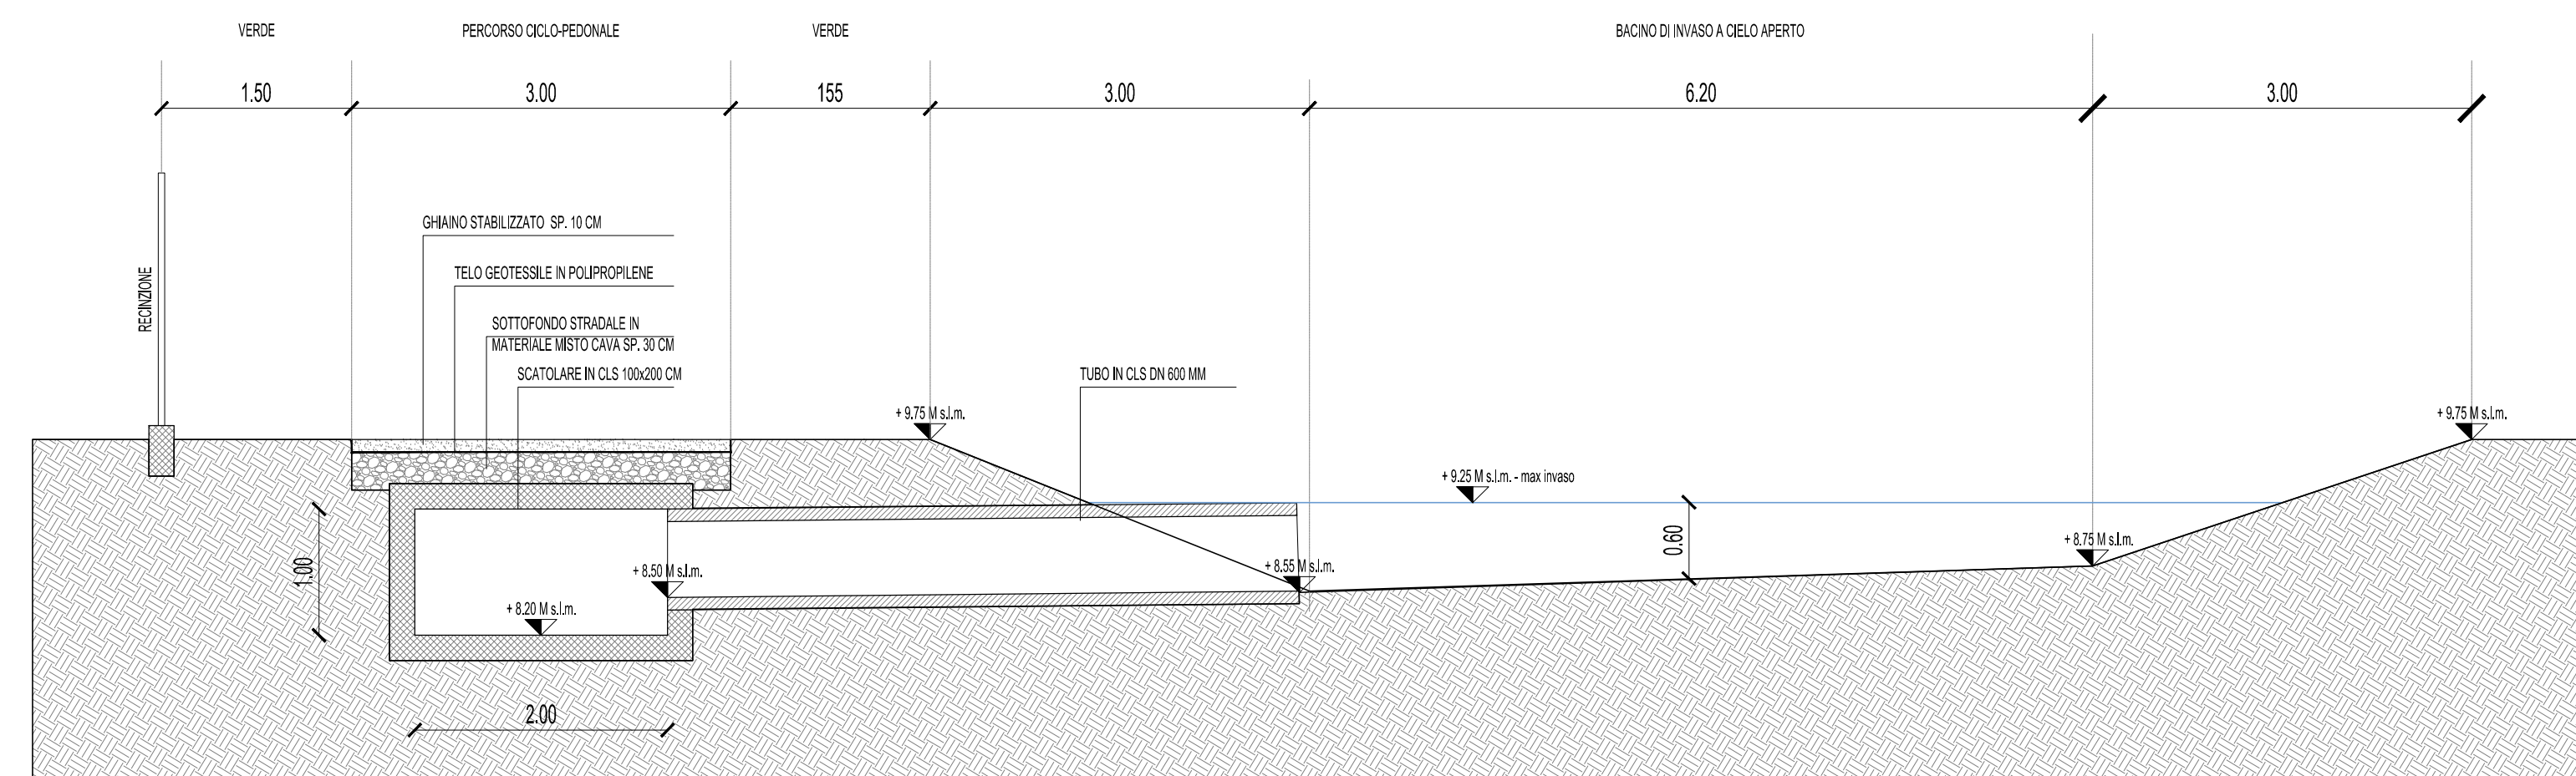 VERDE
PERCORSO CICLO-PEDONALE
VERDE
BACINO DI INVASO A CIELO APERTO
1.50
3.00
155
3.00
6.20
3.00
GHIAINO STABILIZZATO SP. 10 CM
TELO GEOTESSILE IN POLIPROPILENE
RECINZIONE
SOTTOFONDO STRADALE IN
MATERIALE MISTO CAVA SP. 30 CM
SCATOLARE IN CLS 100x200 CM
TUBO IN CLS DN 600 MM
+ 9.75 M s.l.m.
+ 9.75 M s.l.m.
+ 9.25 M s.l.m. - max invaso
0.60
+ 8.75 M s.l.m.
+ 8.55 M s.l.m.
+ 8.50 M s.l.m.
1.00
+ 8.20 M s.l.m.
2.00